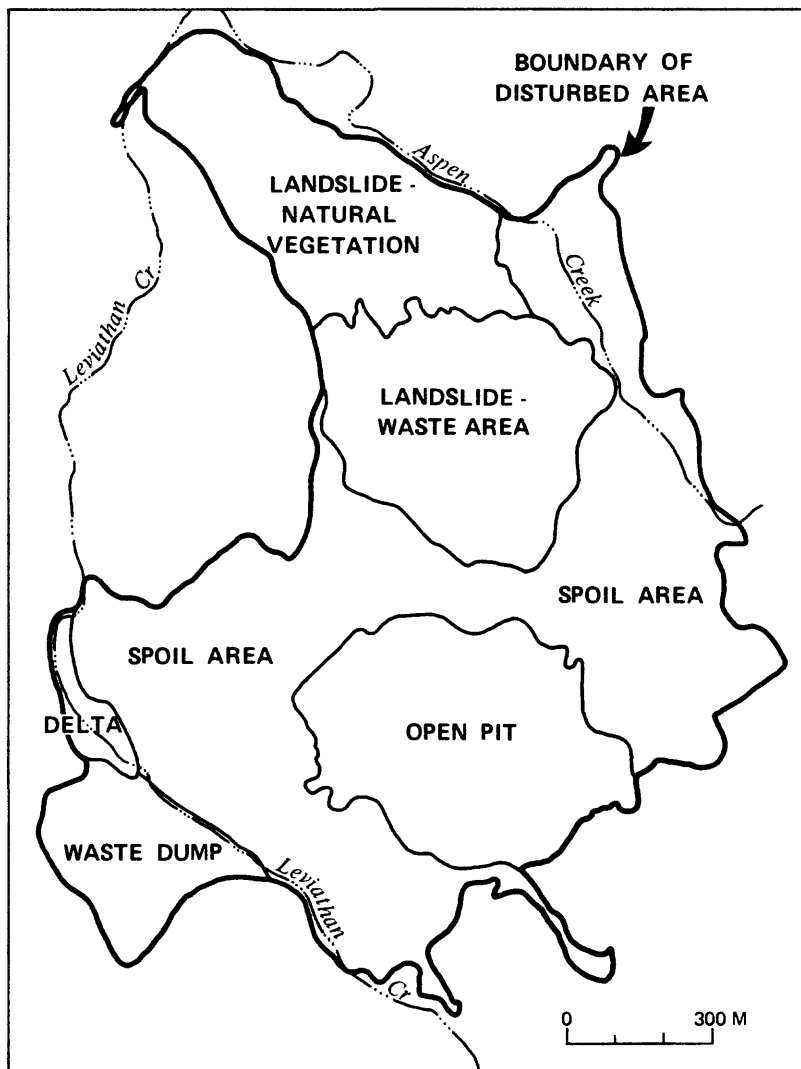 BOUNDARY OF
DISTURBED AREA
Aspen
LANDSLIDE -
NATURAL
VEGETATION
Creek
Leviathan Cr
LANDSLIDE -
WASTE AREA
SPOIL AREA
SPOIL AREA
DELTA
OPEN PIT
WASTE DUMP
Leviathan
Cr
0 300 M